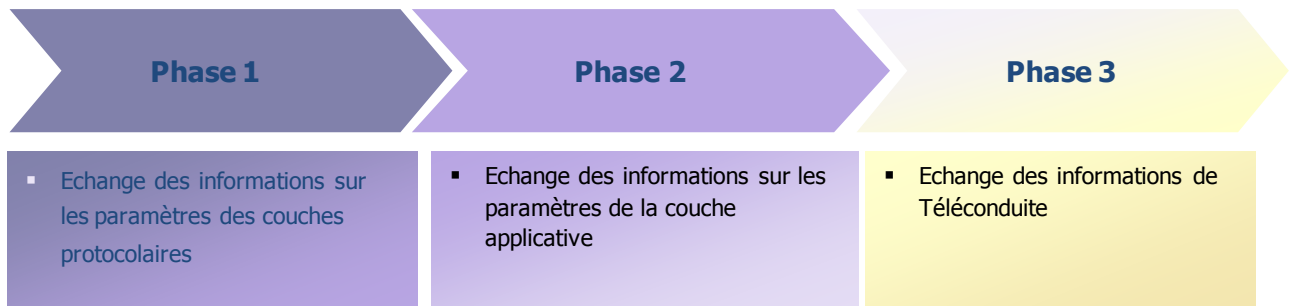 Phase 1
Phase 2
Phase 3
▪ Echange des informations sur
les paramètres des couches
protocolaires
▪ Echange des informations sur les
paramètres de la couche
applicative
▪ Echange des informations de
Téléconduite